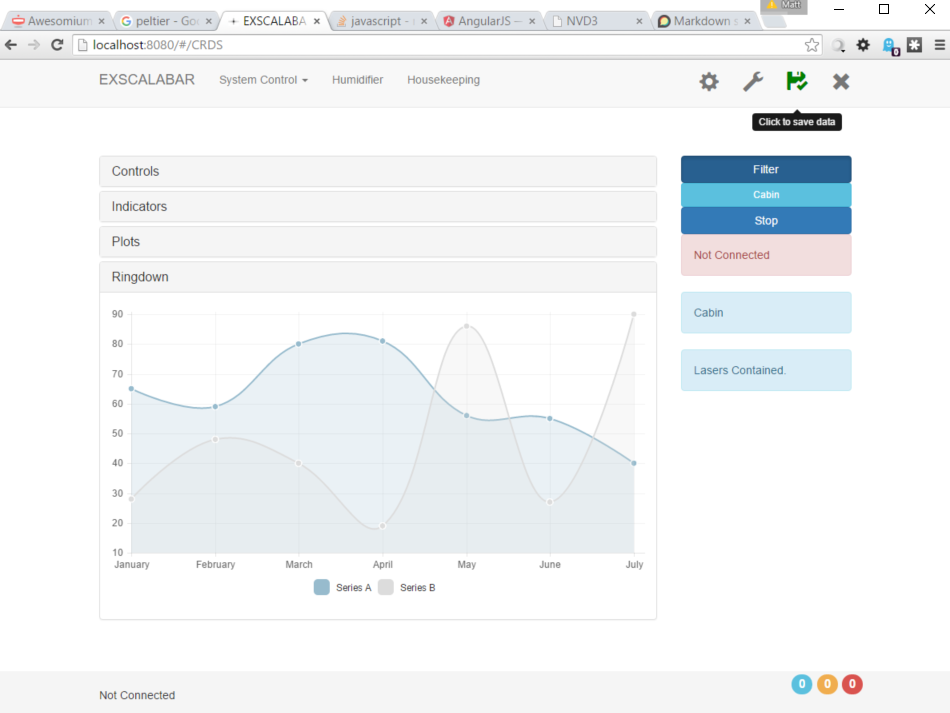 Matt
Awesomium
peltier - Goo
EXSCALABA
javascript -
AngularJS –
NVD3
Markdown s
localhost:8080/#/CRDS
0
EXSCALABAR System Control Humidifier Housekeeping
Click to save data
Controls
Indicators
Plots
Ringdown
Filter
Cabin
Stop
Not Connected
Cabin
Lasers Contained.
90
80
70
60
50
40
30
20
10
January February March April May June July
Series A Series B
Not Connected
0 0 0